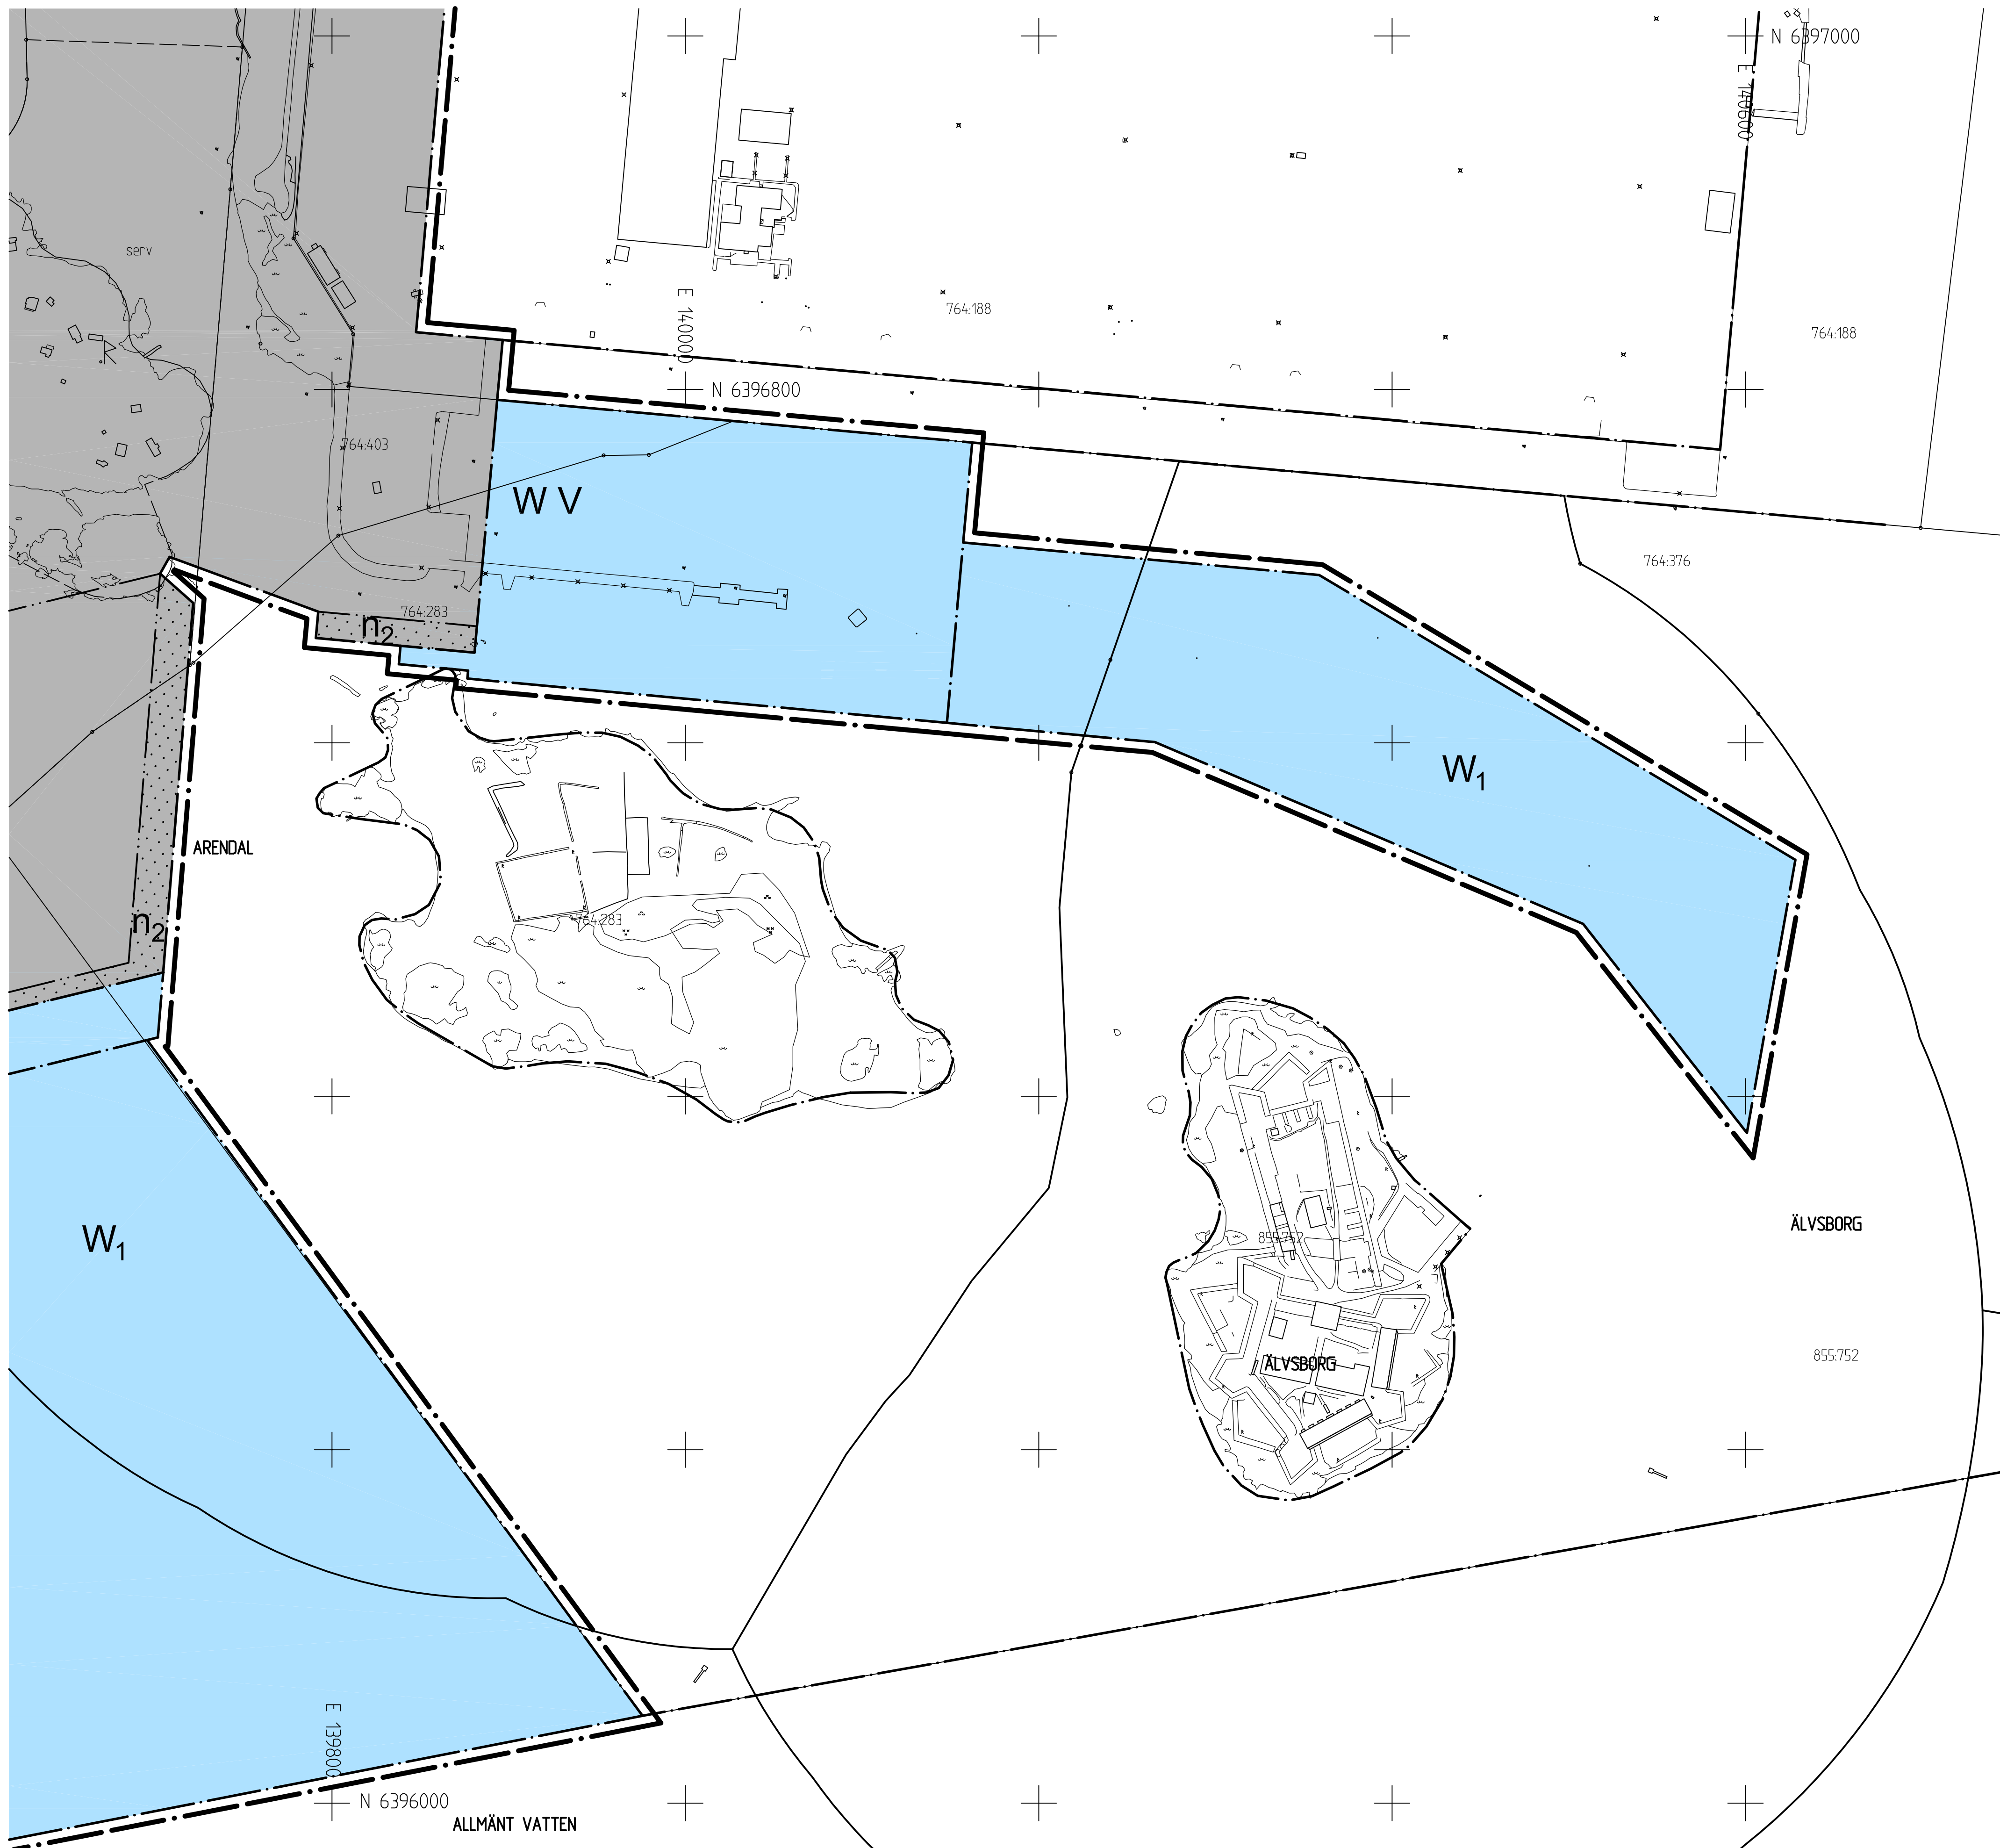 N 6397000
E 140600
serv
R
764:188
764:188
E 140000
N 6396800
764:403
W V
764:376
764:283
n₂
W₁
ARENDAL
n₂
764:283
ÄLVSBORG
W₁
855:752
855:752
ÄLVSBORG
E 139800
N 6396000
ALLMÄNT VATTEN